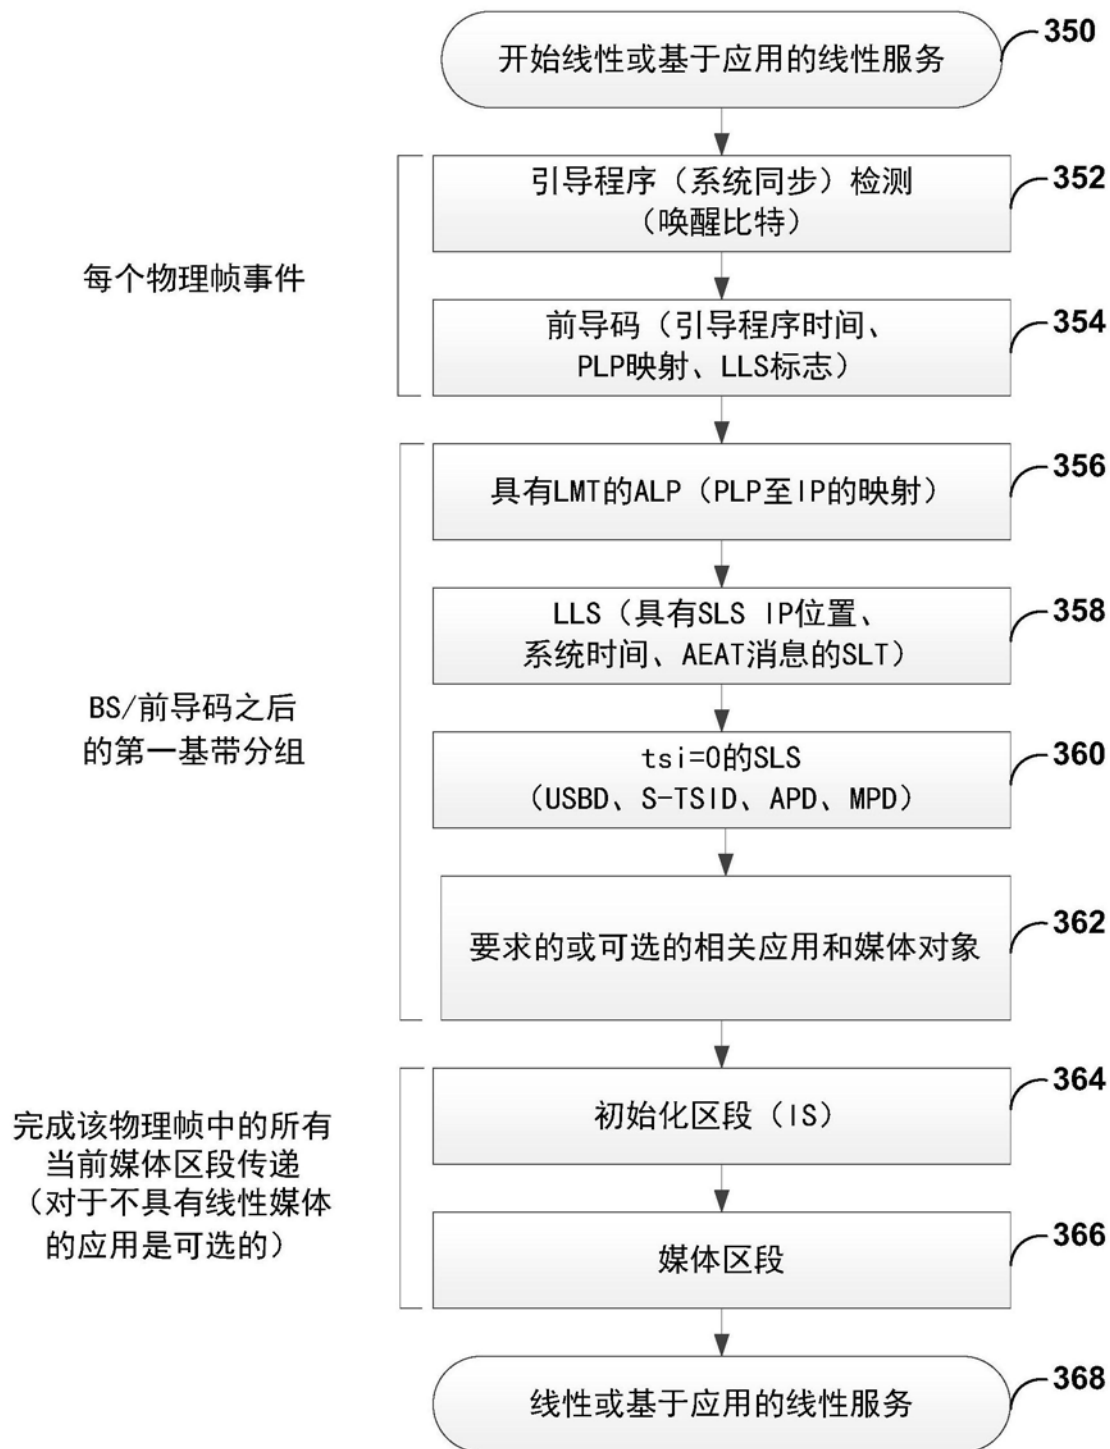 开始线性或基于应用的线性服务
350
引导程序（系统同步）检测
（唤醒比特）
352
每个物理帧事件
前导码（引导程序时间、
PLP映射、LLS标志）
354
具有LMT的ALP（PLP至IP的映射）
356
LLS（具有SLS IP位置、
系统时间、AEAT消息的SLT）
358
BS/前导码之后
的第一基带分组
tsi=0的SLS
（USBD、S-TSID、APD、MPD）
360
要求的或可选的相关应用和媒体对象
362
初始化区段（IS）
364
完成该物理帧中的所有
当前媒体区段传递
（对于不具有线性媒体
的应用是可选的）
媒体区段
366
线性或基于应用的线性服务
368